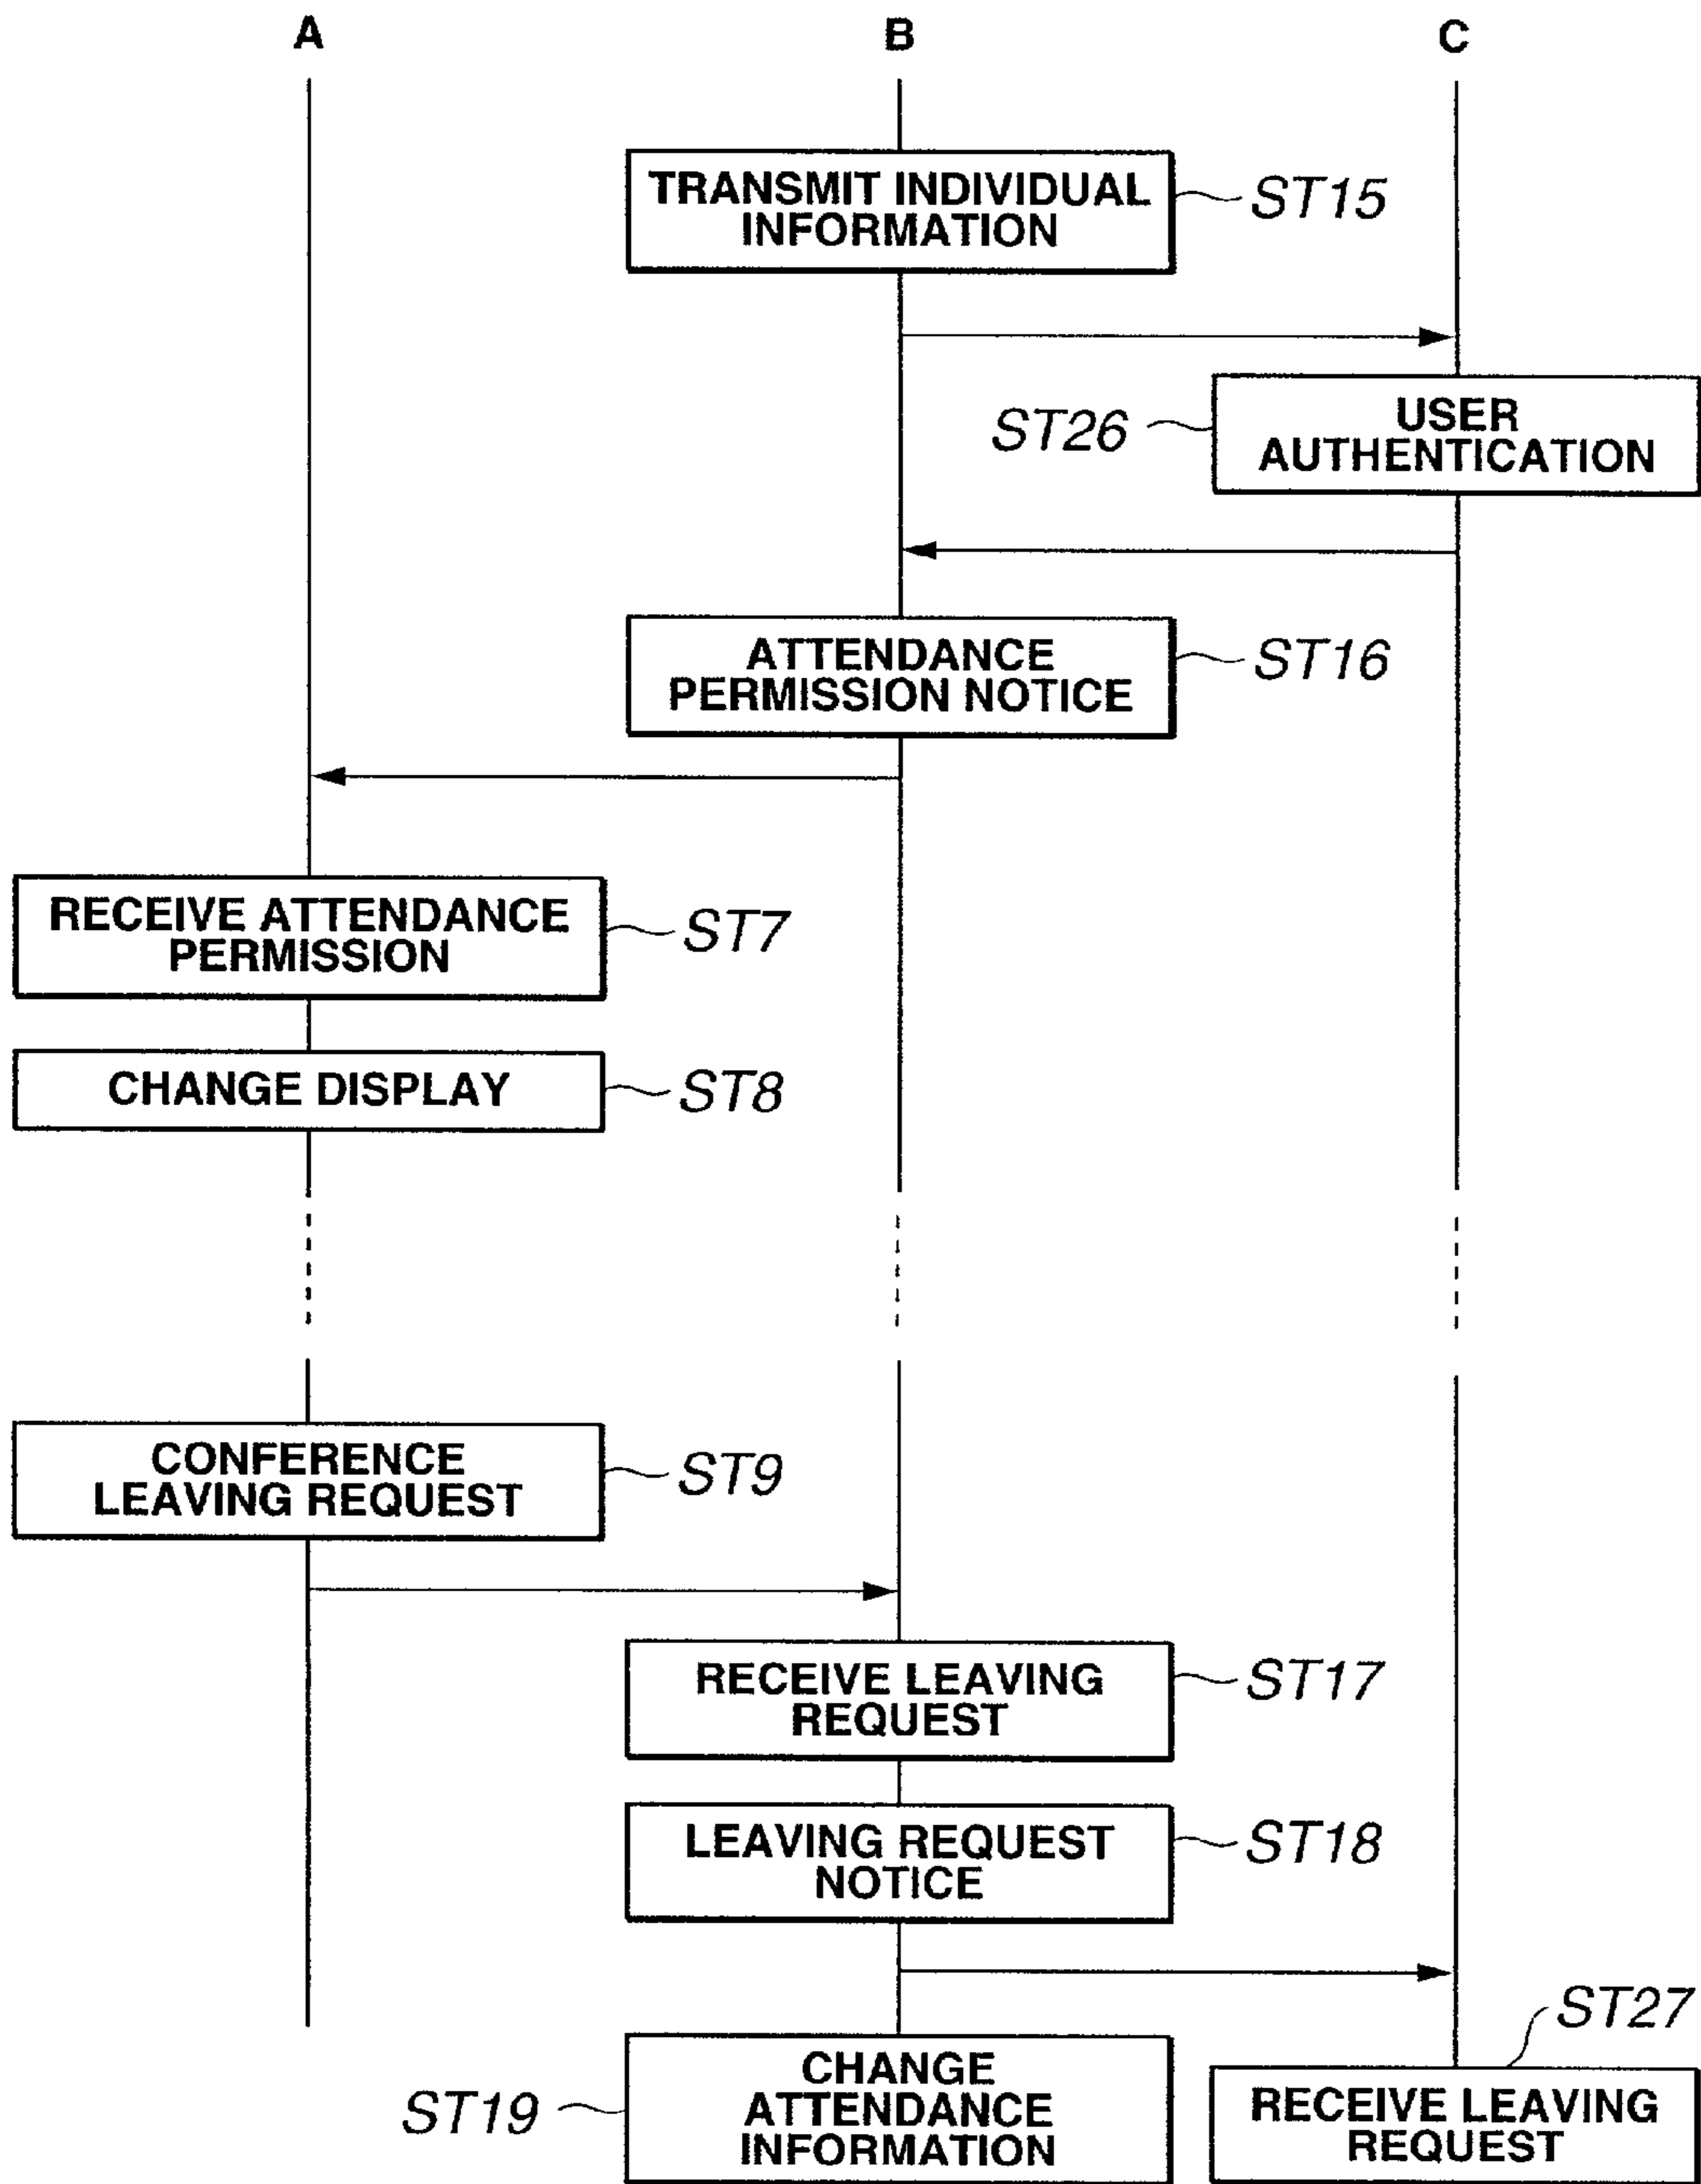 A
B
C
TRANSMIT INDIVIDUAL
INFORMATION
ST15
USER
AUTHENTICATION
ST26
ATTENDANCE
PERMISSION NOTICE
ST16
RECEIVE ATTENDANCE
PERMISSION
ST7
CHANGE DISPLAY
ST8
CONFERENCE
LEAVING REQUEST
ST9
RECEIVE LEAVING
REQUEST
ST17
LEAVING REQUEST
NOTICE
ST18
ST27
CHANGE
ATTENDANCE
INFORMATION
ST19
RECEIVE LEAVING
REQUEST